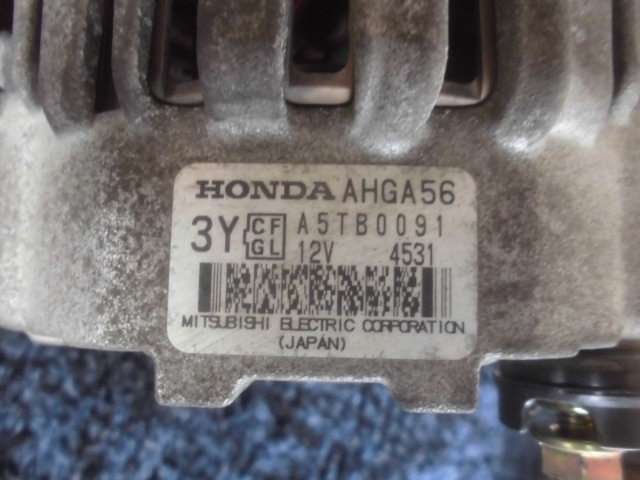 HONDA AHGA56
3Y CF GL A5TB0091
12V 4531
MITSUBISHI ELECTRIC CORPORATION
(JAPAN)